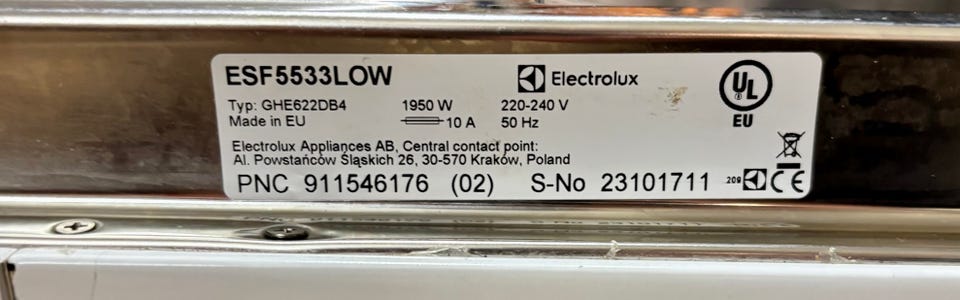 ESF5533LOW Electrolux UL
Typ: GHE622DB4 1950 W 220-240 V EU
Made in EU 10 A 50 Hz
Electrolux Appliances AB, Central contact point:
Al. Powstańców Śląskich 26, 30-570 Kraków, Poland
PNC 911546176 (02) S-No 23101711 .208 CE